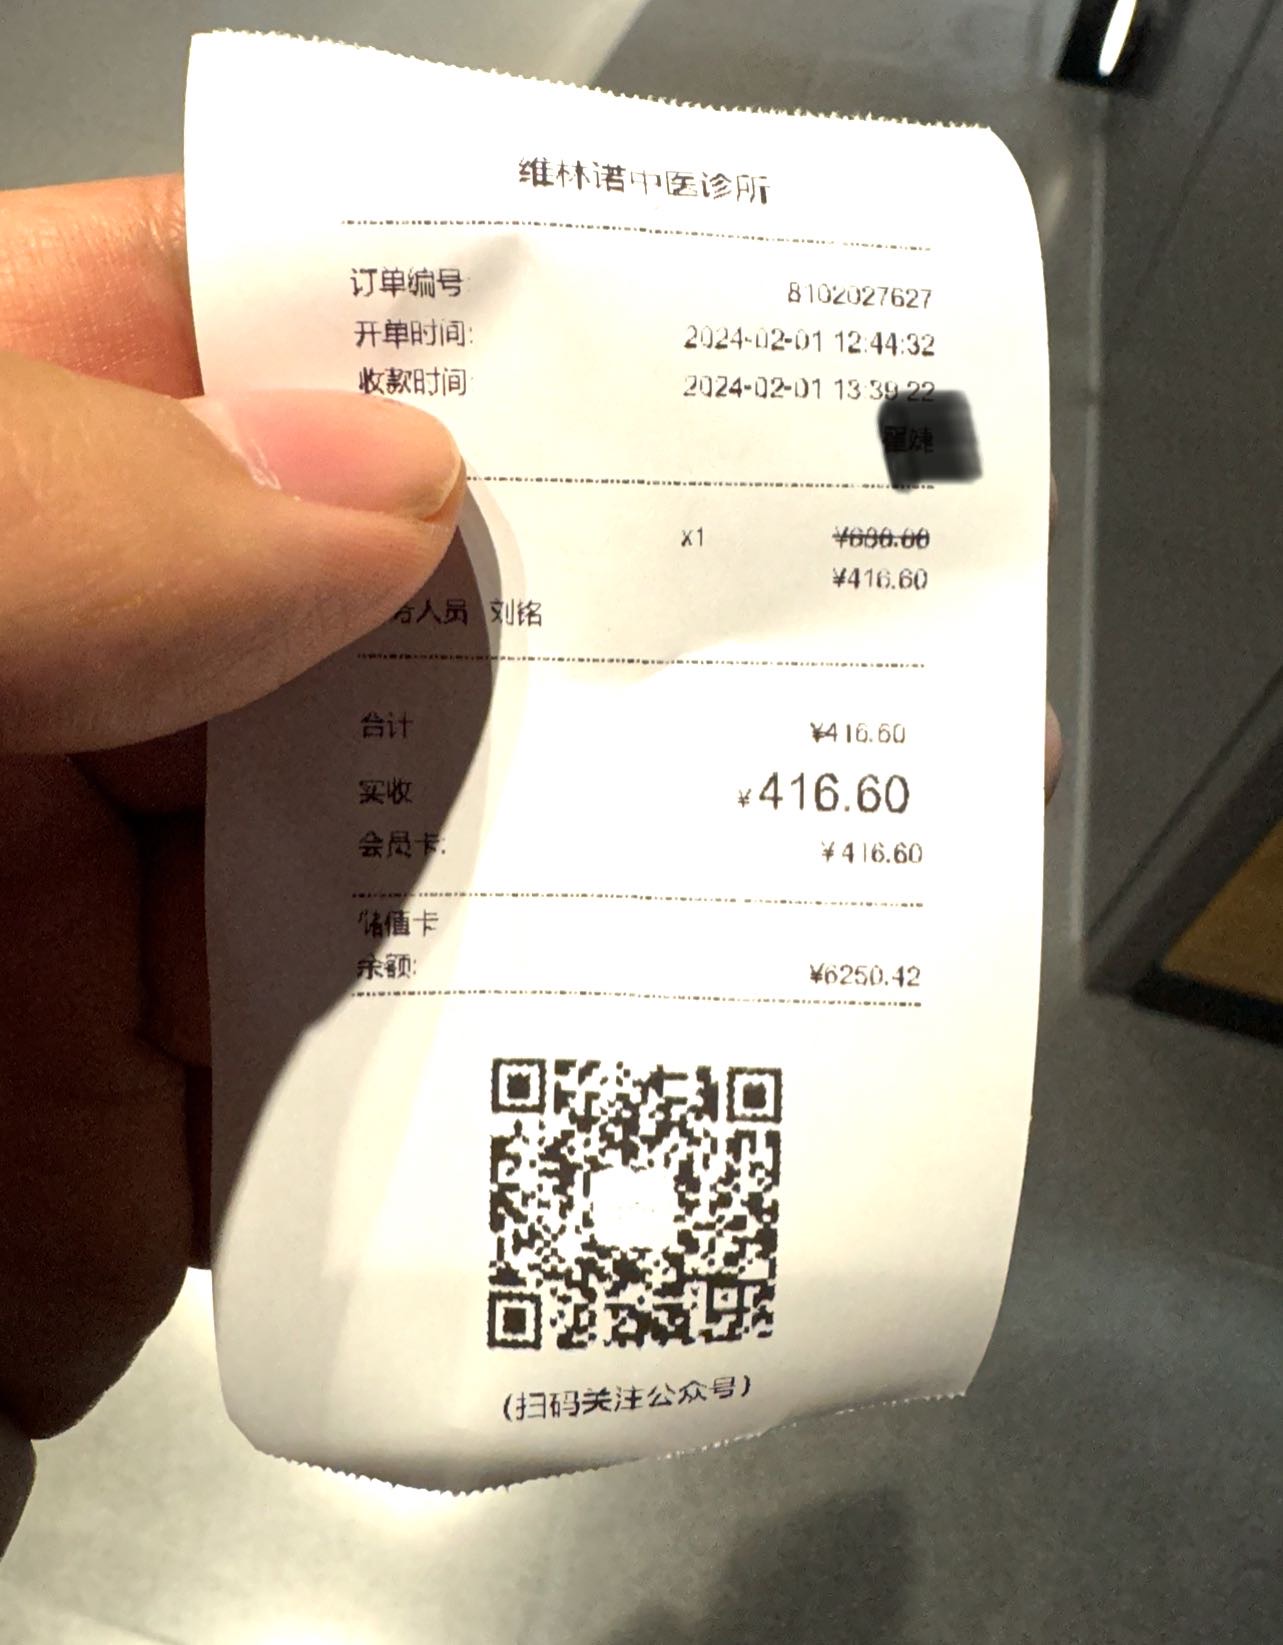 维林诺中医诊所
订单编号: 8102027627
开单时间: 2024-02-01 12:44:32
收款时间: 2024-02-01 13:39:22
x1 ¥680.00
¥416.60
务人员 刘铭
合计 ¥416.60
实收 ¥416.60
会员卡: ¥416.60
储值卡
余额: ¥6250.42
(扫码关注公众号)